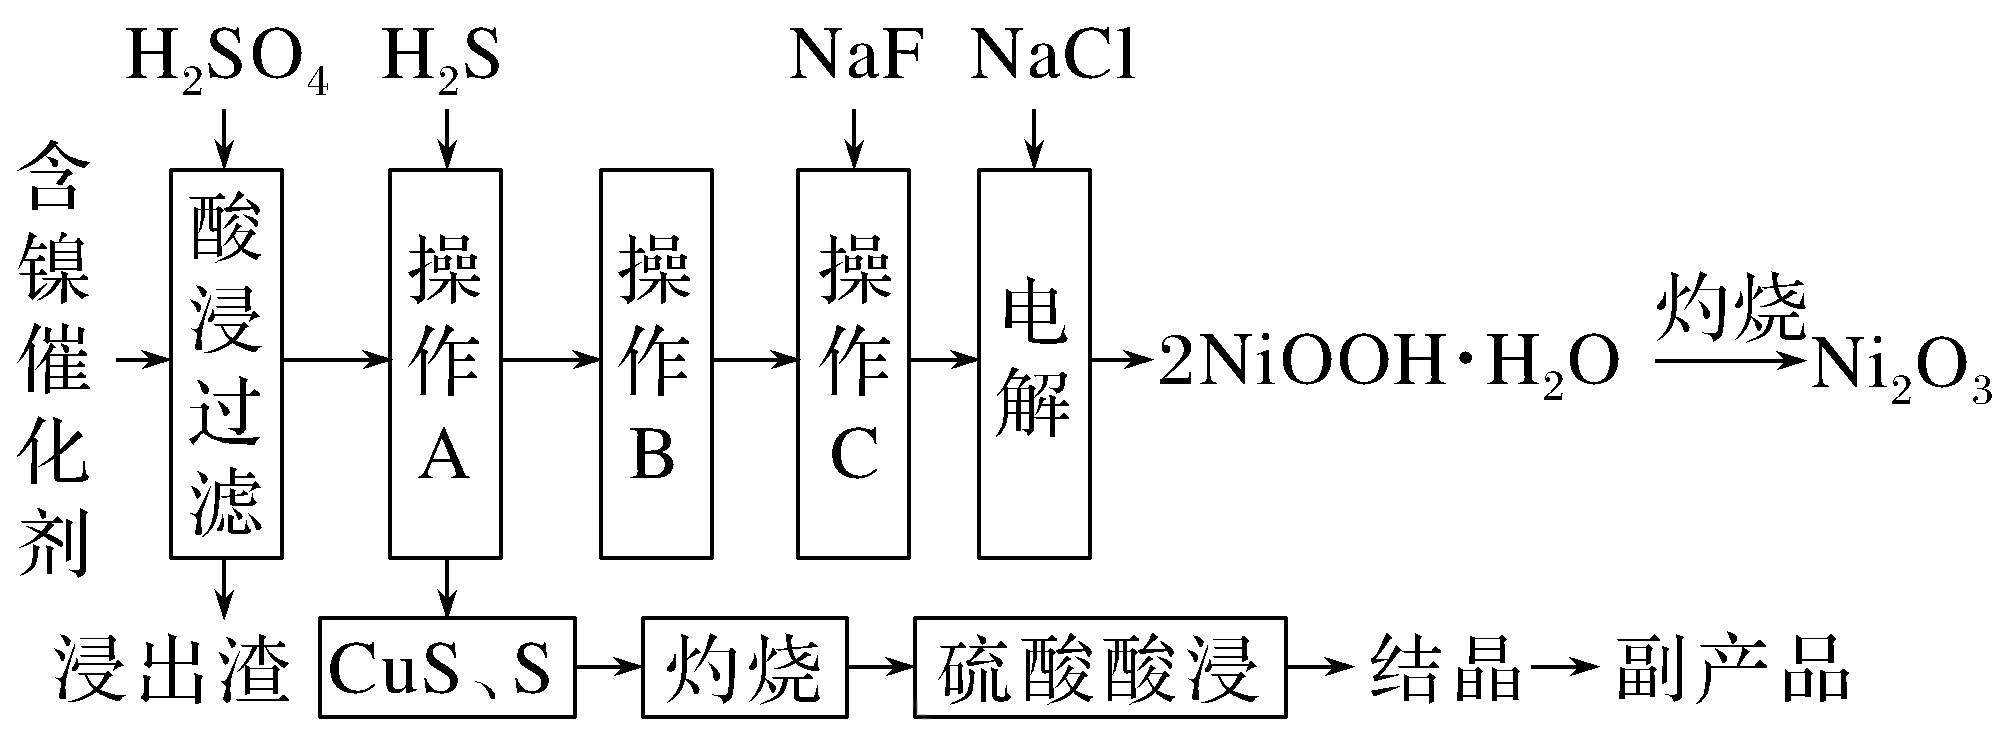 H₂SO₄ H₂S NaF NaCl
含镍催化剂
酸浸过滤
操作A
操作B
操作C
电解
2NiOOH·H₂O
灼烧
Ni₂O₃
浸出渣 CuS、S 灼烧 硫酸酸浸 结晶 副产品